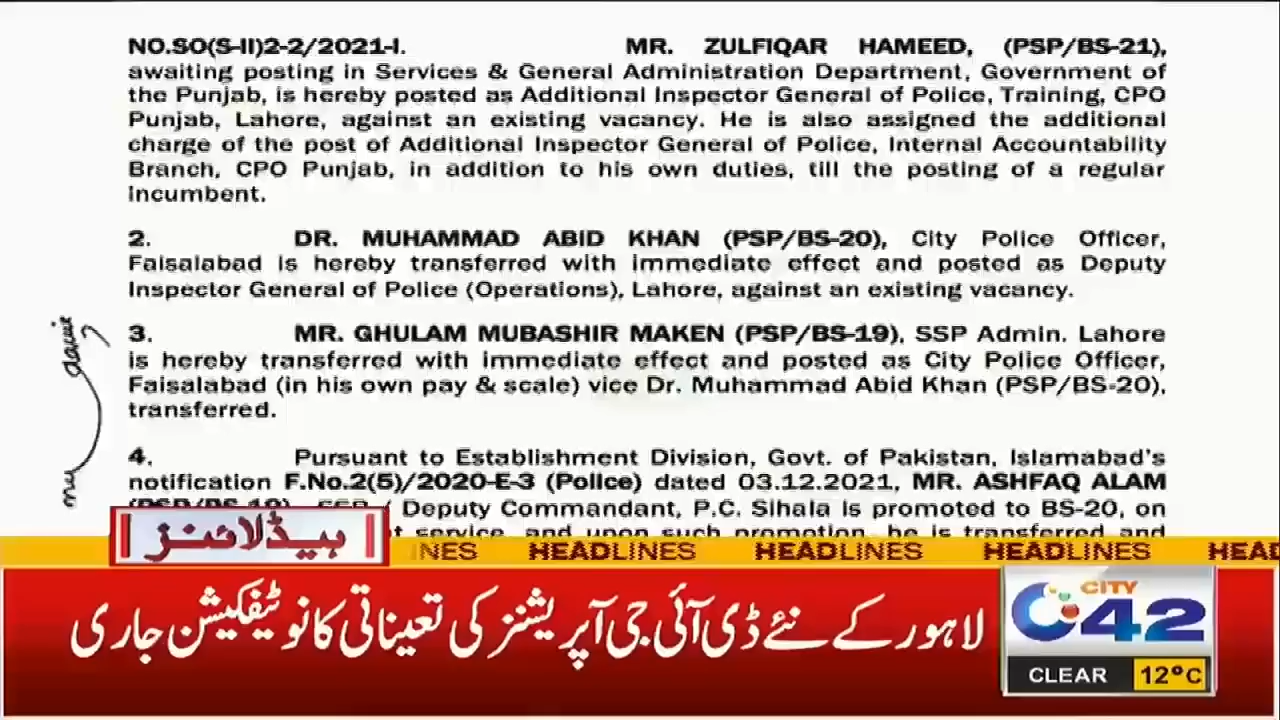 NO.SO(S-II)2-2/2021-I. MR. ZULFIQAR HAMEED, (PSP/BS-21),
awaiting posting in Services & General Administration Department, Government of
the Punjab, is hereby posted as Additional Inspector General of Police, Training, CPO
Punjab, Lahore, against an existing vacancy. He is also assigned the additional
charge of the post of Additional Inspector General of Police, Internal Accountability
Branch, CPO Punjab, in addition to his own duties, till the posting of a regular
incumbent.
2. DR. MUHAMMAD ABID KHAN (PSP/BS-20), City Police Officer,
Faisalabad is hereby transferred with immediate effect and posted as Deputy
Inspector General of Police (Operations), Lahore, against an existing vacancy.
3. MR. GHULAM MUBASHIR MAKEN (PSP/BS-19), SSP Admin. Lahore
is hereby transferred with immediate effect and posted as City Police Officer,
Faisalabad (in his own pay & scale) vice Dr. Muhammad Abid Khan (PSP/BS-20),
transferred.
4. Pursuant to Establishment Division, Govt. of Pakistan, Islamabad's
notification F.No.2(5)/2020-E-3 (Police) dated 03.12.2021, MR. ASHFAQ ALAM
(PSP/BS-19), SSP / Deputy Commandant, P.C. Sihala is promoted to BS-20, on
service, and upon such promotion, he is transferred and
ہیڈلائنز
INES HEADLINES HEADLINES HEADLINES HEAD
لاہور کے نئے ڈی آئی جی آپریشنز کی تعیناتی کا نوٹیفکیشن جاری
CITY
42
CLEAR 12°C